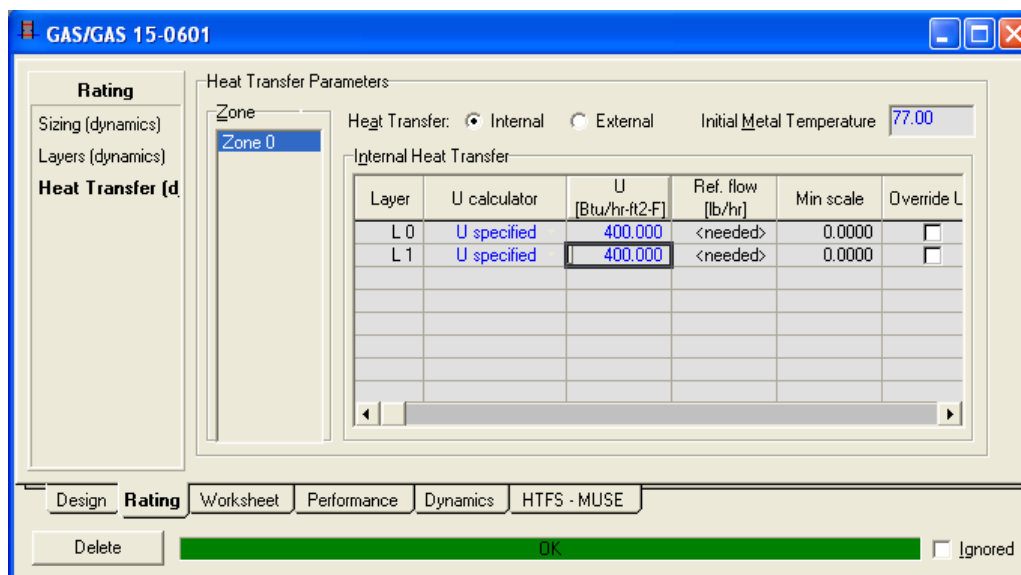 GAS/GAS 15-0601
Rating
Sizing (dynamics)
Layers (dynamics)
Heat Transfer (d
Heat Transfer Parameters
Zone
Zone 0
Heat Transfer: Internal External Initial Metal Temperature 77.00
Internal Heat Transfer
Layer U calculator U [Btu/hr-ft2-F] Ref. flow [lb/hr] Min scale Override U
L 0 U specified 400.000 <needed> 0.0000
L 1 U specified 400.000 <needed> 0.0000
Design Rating Worksheet Performance Dynamics HTFS - MUSE
Delete OK Ignored